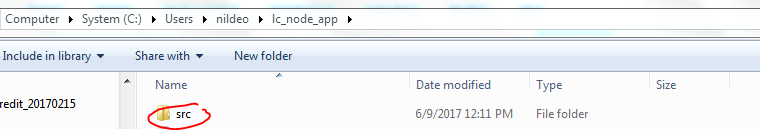 Computer ▸ System (C:) ▸ Users ▸ nildeo ▸ lc_node_app ▸
Include in library ▾ Share with ▾ New folder
Name Date modified Type Size
redit_20170215
src 6/9/2017 12:11 PM File folder